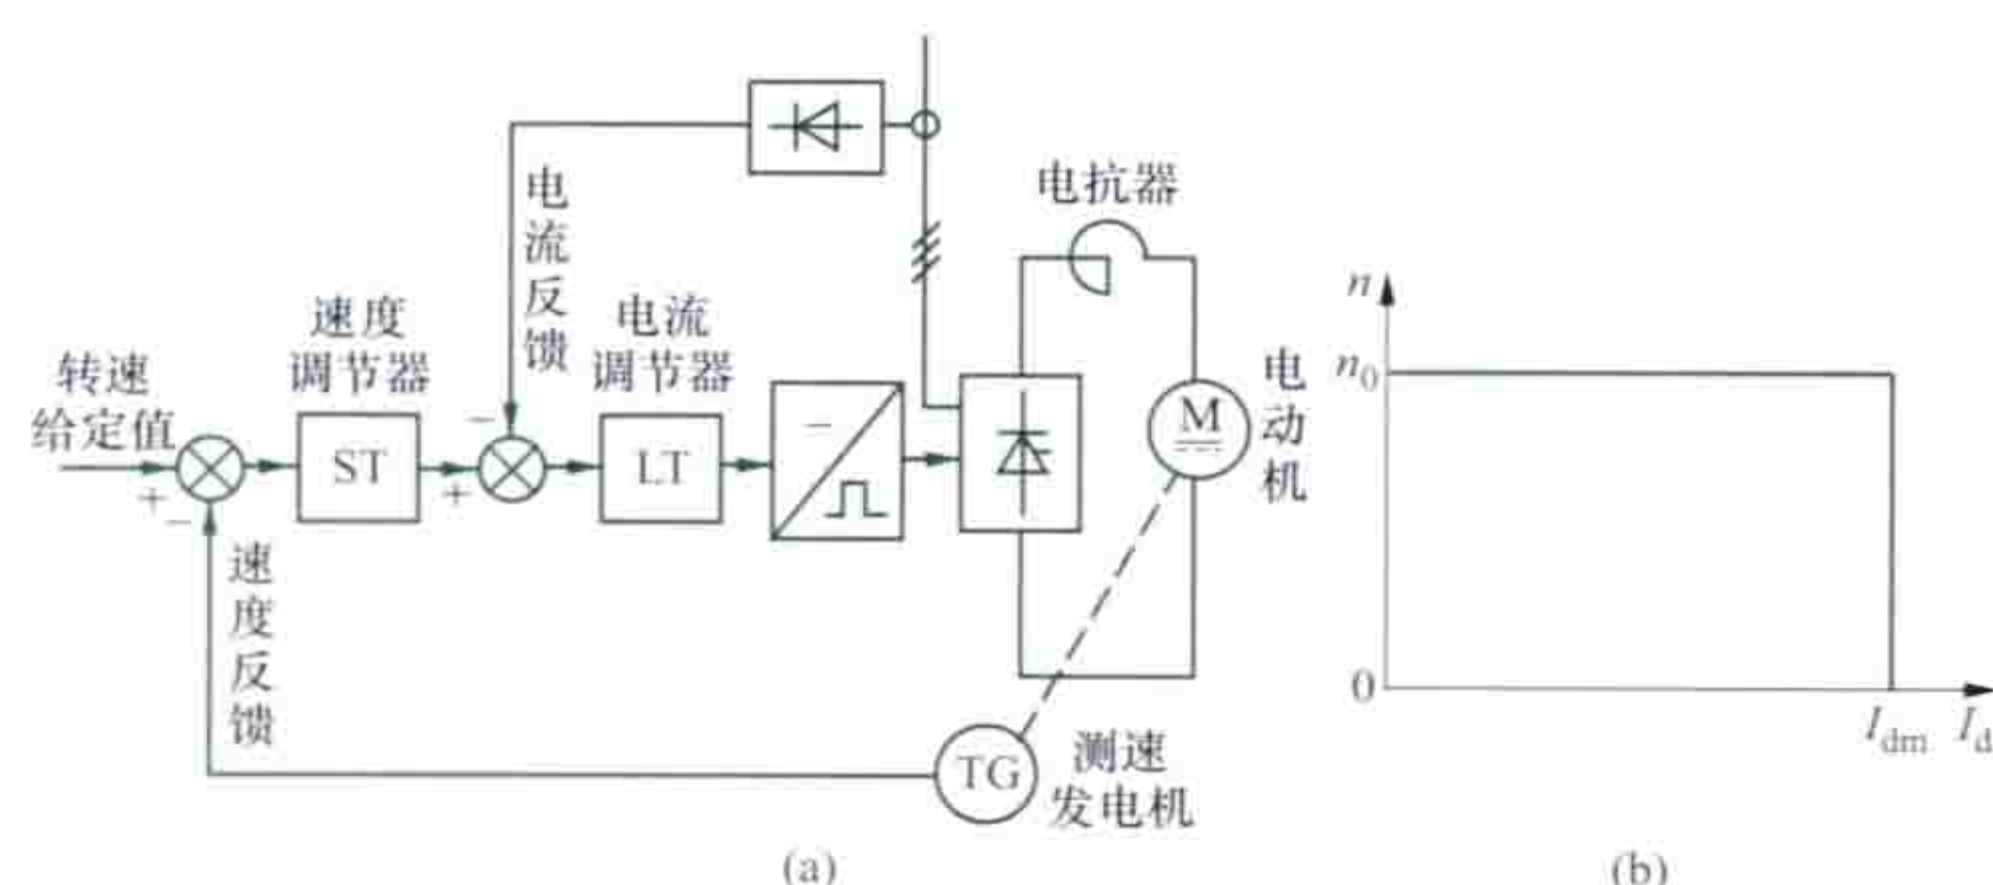 电抗器
电流反馈
速度
调节器
电流
调节器
转速
给定值
ST
LT
+
−
+
−
−
M
电动机
速度反馈
TG
测速
发电机
(a)
n
n0
0
Idm
Id
(b)